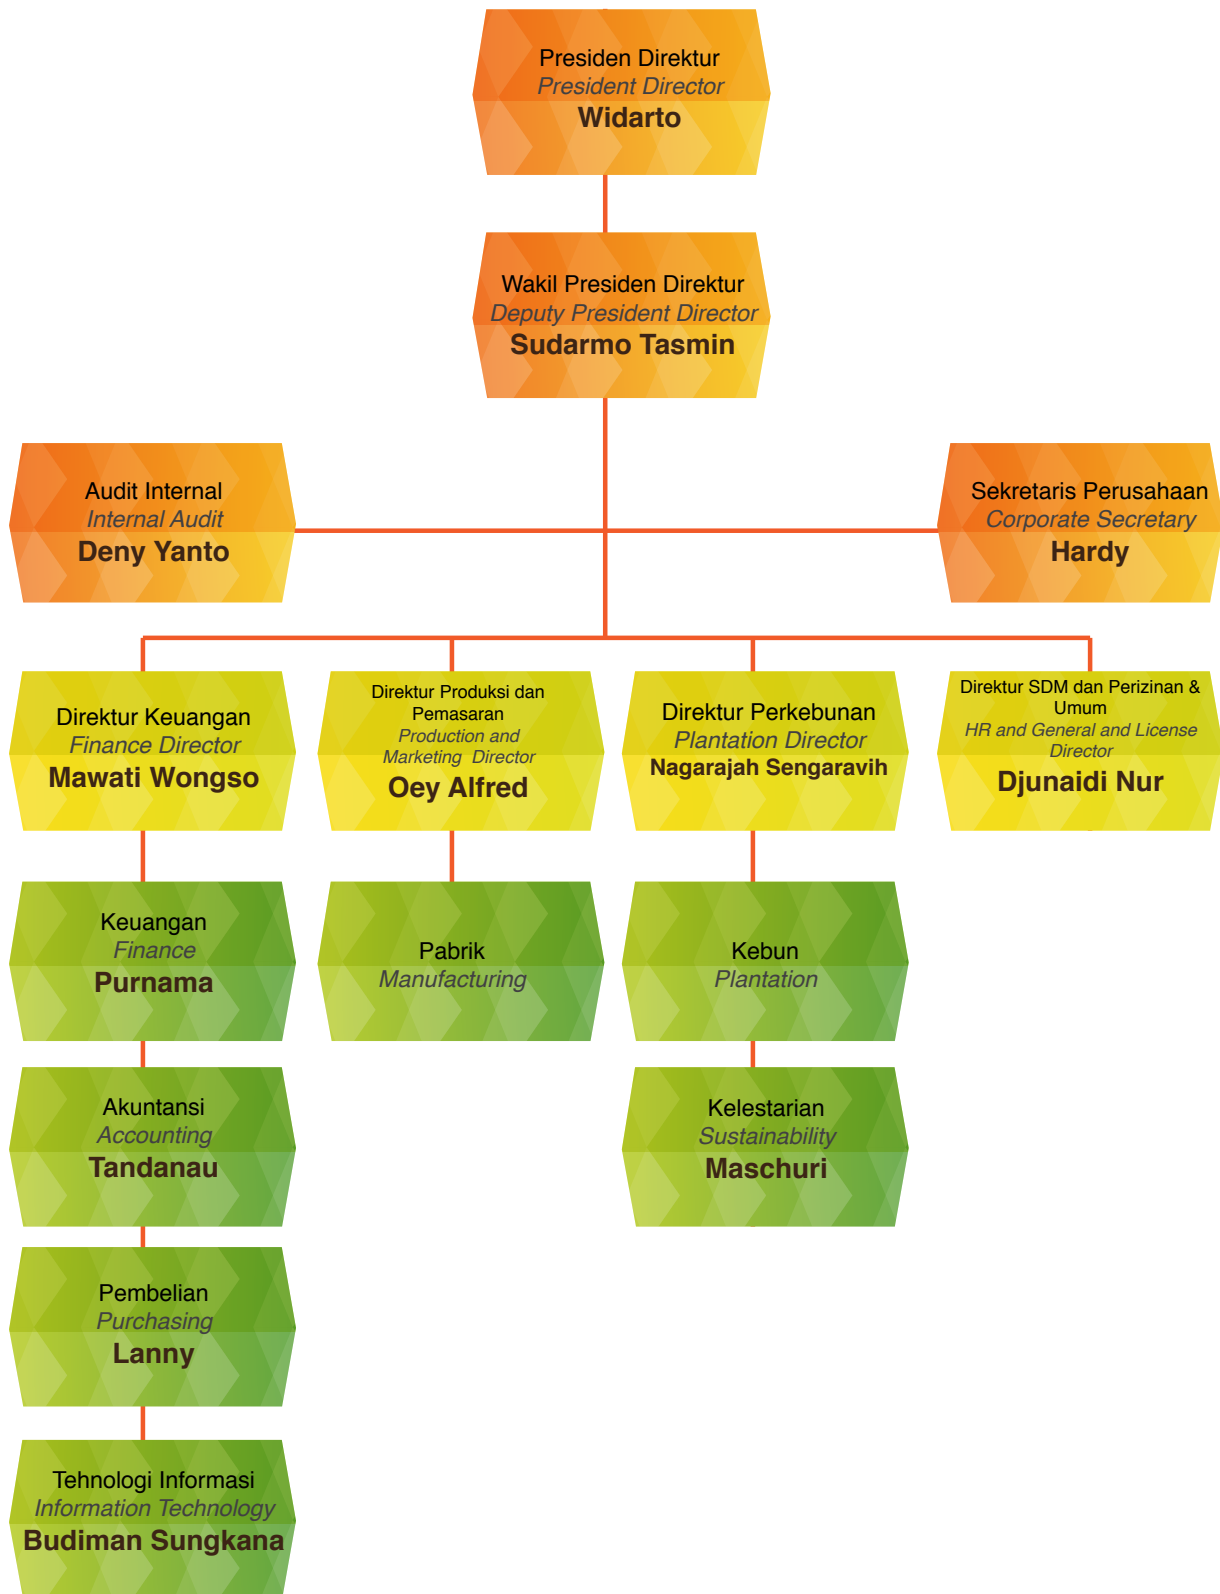 Presiden Direktur
President Director
Widarto
Wakil Presiden Direktur
Deputy President Director
Sudarmo Tasmin
Audit Internal
Internal Audit
Deny Yanto
Sekretaris Perusahaan
Corporate Secretary
Hardy
Direktur Keuangan
Finance Director
Mawati Wongso
Direktur Produksi dan
Pemasaran
Production and
Marketing Director
Oey Alfred
Direktur Perkebunan
Plantation Director
Nagarajah Sengaravih
Direktur SDM dan Perizinan &
Umum
HR and General and License
Director
Djunaidi Nur
Keuangan
Finance
Purnama
Pabrik
Manufacturing
Kebun
Plantation
Akuntansi
Accounting
Tandanau
Kelestarian
Sustainability
Maschuri
Pembelian
Purchasing
Lanny
Tehnologi Informasi
Information Technology
Budiman Sungkana